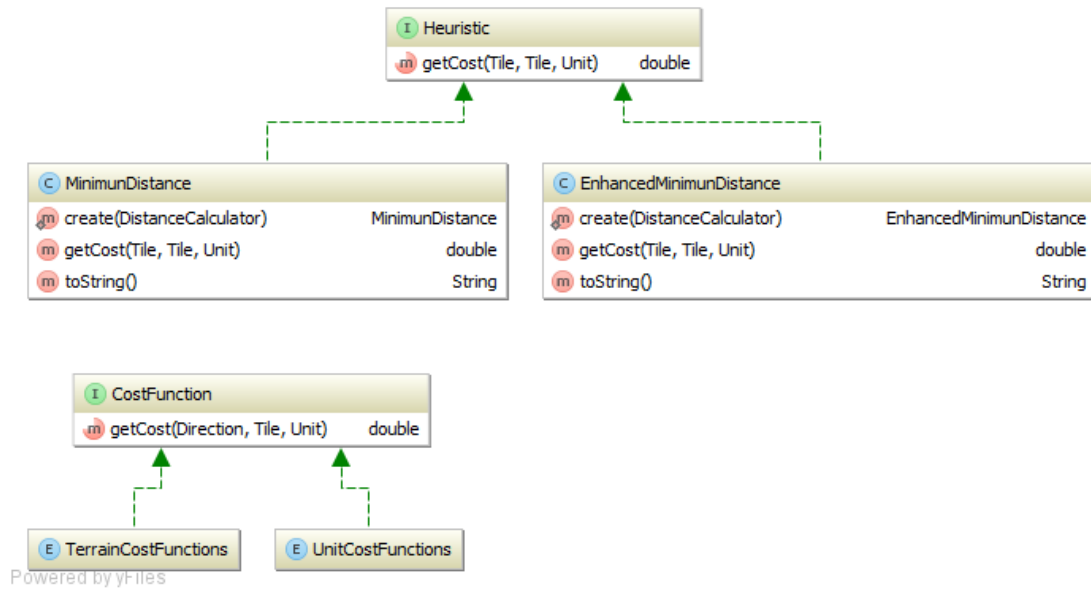 I Heuristic
m getCost(Tile, Tile, Unit) double
C MinimunDistance
m create(DistanceCalculator) MinimunDistance
m getCost(Tile, Tile, Unit) double
m toString() String
C EnhancedMinimunDistance
m create(DistanceCalculator) EnhancedMinimunDistance
m getCost(Tile, Tile, Unit) double
m toString() String
I CostFunction
m getCost(Direction, Tile, Unit) double
E TerrainCostFunctions
E UnitCostFunctions
Powered by yFiles